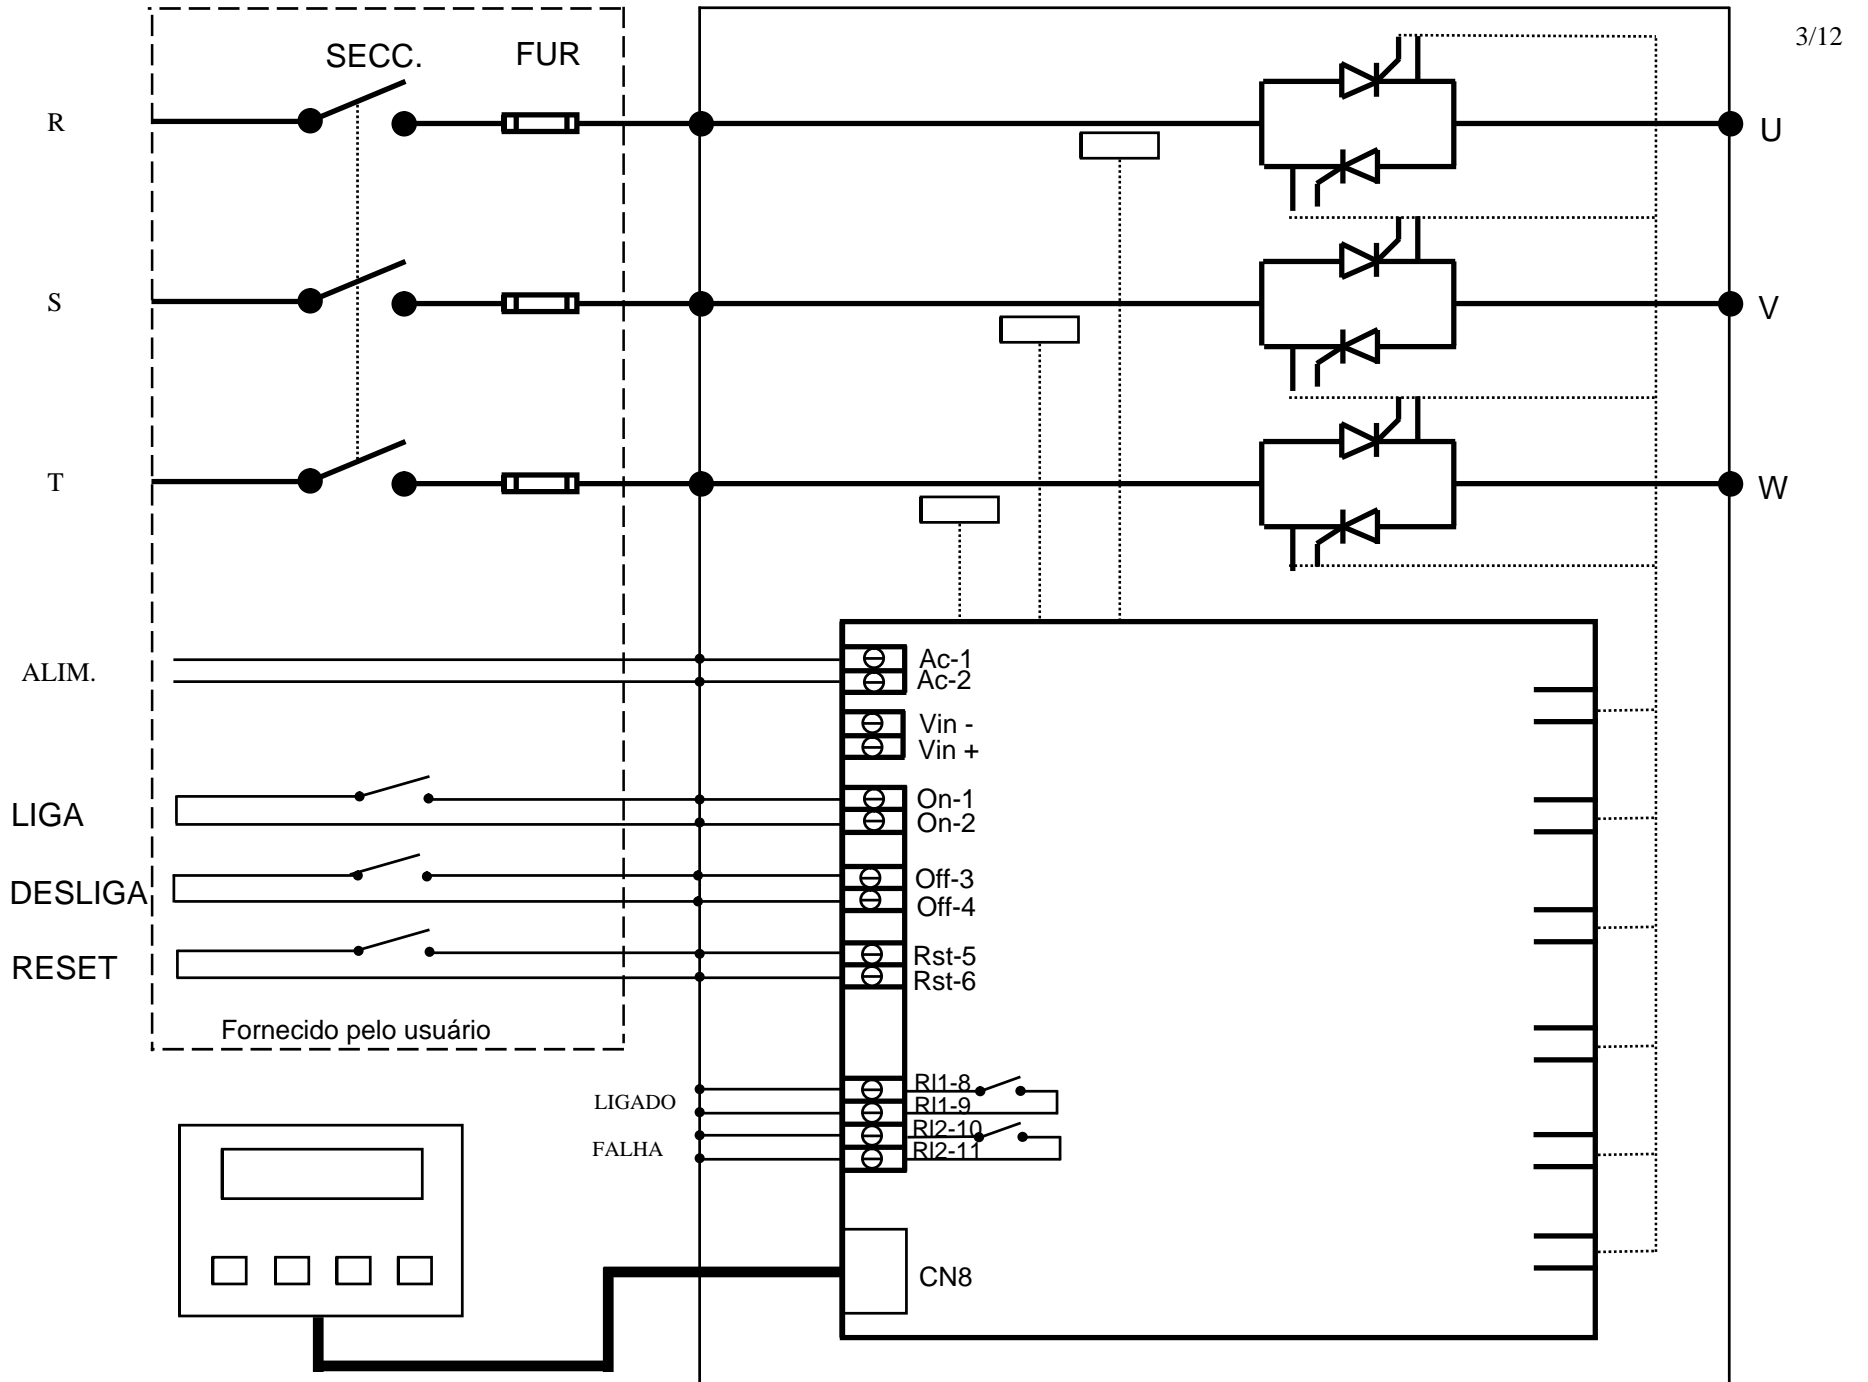 3/12
SECC.
FUR
R
U
S
V
T
W
ALIM.
Ac-1
Ac-2
Vin -
Vin +
LIGA
On-1
On-2
DESLIGA
Off-3
Off-4
RESET
Rst-5
Rst-6
Fornecido pelo usuário
LIGADO
Rl1-8
Rl1-9
FALHA
Rl2-10
Rl2-11
CN8